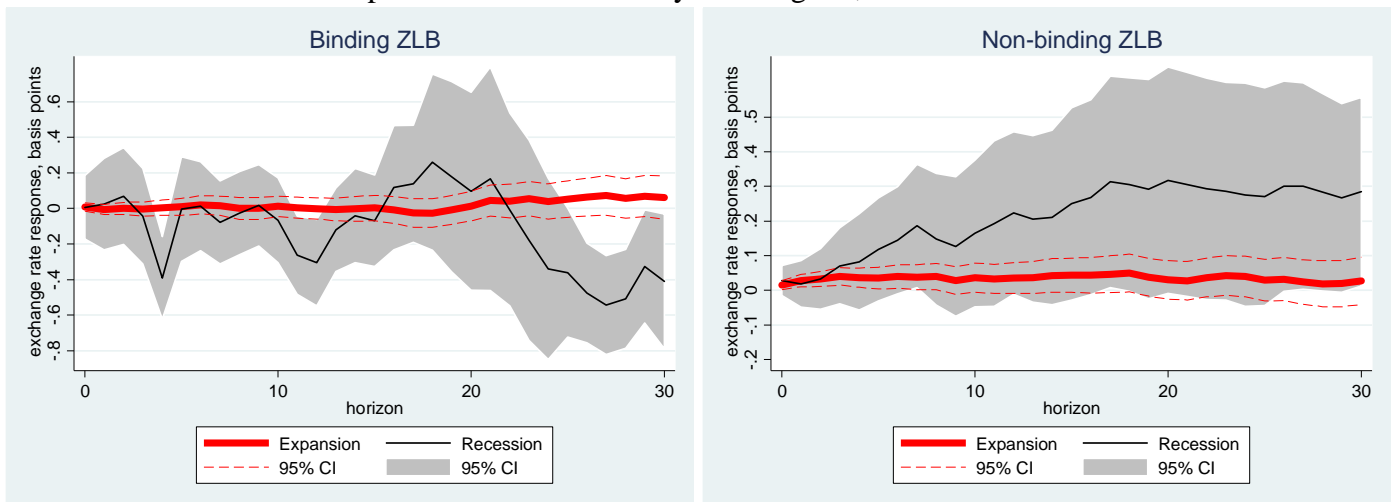 Binding ZLB
exchange rate response, basis points
.6
.4
.2
0
-.2
-.4
-.6
-.8
0 10 20 30
horizon
Expansion Recession
95% CI 95% CI
Non-binding ZLB
exchange rate response, basis points
.5
.4
.3
.2
.1
0
-.1
-.2
0 10 20 30
horizon
Expansion Recession
95% CI 95% CI